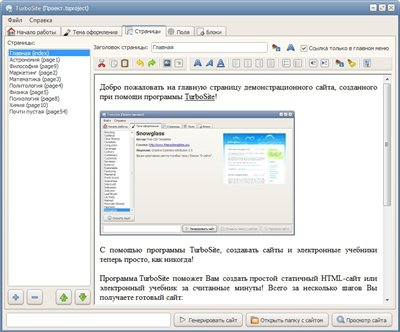 TurboSite (Проект.tsproject)
Файл Справка
Начало работы Тема оформления Страницы Поля Блоки
Страницы:
Главная (index)
Астрономия (page1)
Философия (page9)
Маркетинг (page2)
Математика (page3)
Политология (page4)
Физика (page5)
Психология (page8)
Химия (page10)
Почти пустая (page54)
Заголовок страницы: Главная Ссылка только в главном меню
Добро пожаловать на главную страницу демонстрационного сайта, созданного
при помощи программы TurboSite!
Snowglass
С помощью программы TurboSite, создавать сайты и электронные учебники
теперь просто, как никогда!
Программа TurboSite поможет Вам создать простой статичный HTML-сайт или
электронный учебник за считанные минуты! Всего за несколько шагов Вы
получаете готовый сайт:
Генерировать сайт Открыть папку с сайтом Просмотр сайта